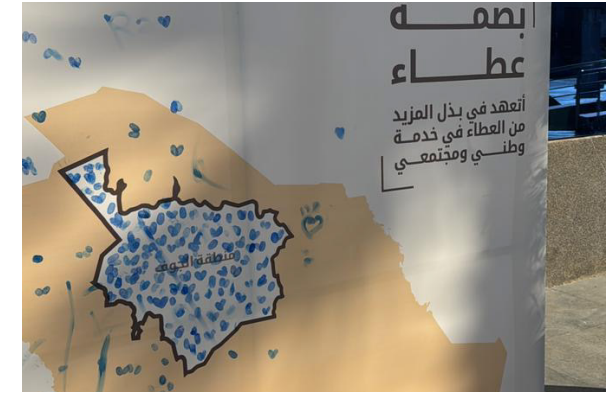 بصمة
عطاء
أتعهد في بذل المزيد
من العطاء في خدمة
وطني ومجتمعي
منطقة الجوف